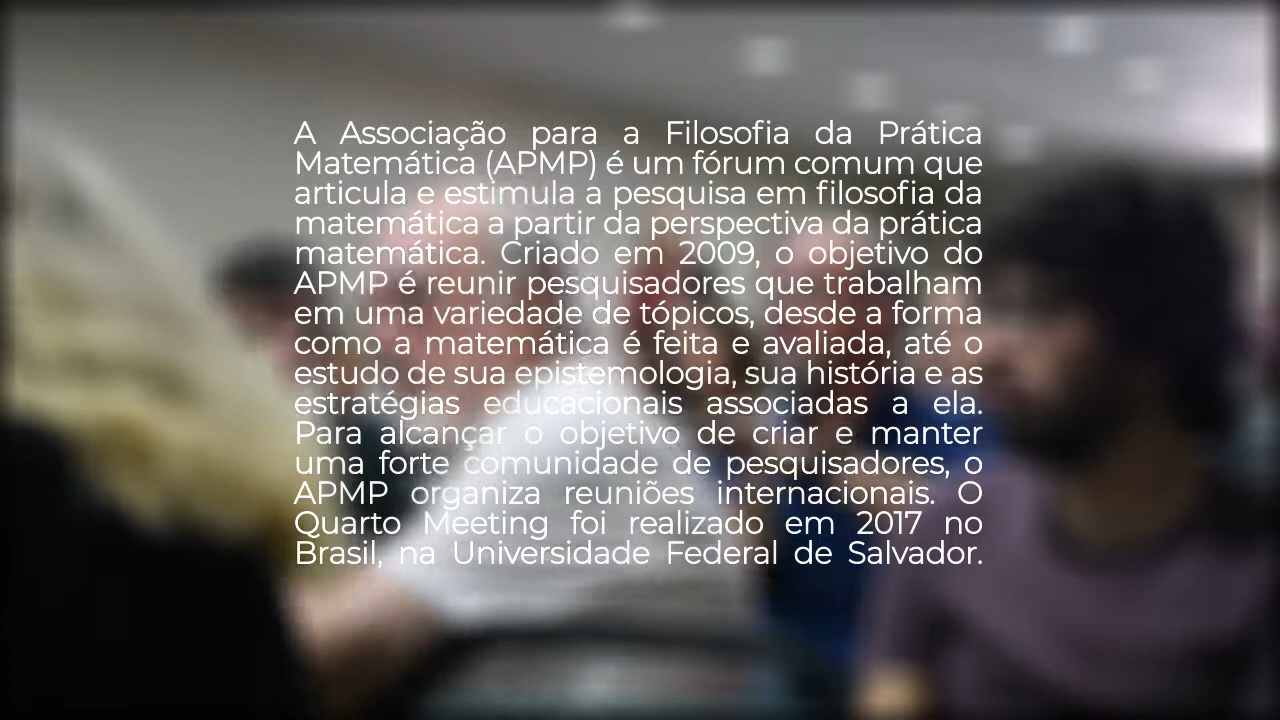 A Associação para a Filosofia da Prática
Matemática (APMP) é um fórum comum que
articula e estimula a pesquisa em filosofia da
matemática a partir da perspectiva da prática
matemática. Criado em 2009, o objetivo do
APMP é reunir pesquisadores que trabalham
em uma variedade de tópicos, desde a forma
como a matemática é feita e avaliada, até o
estudo de sua epistemologia, sua história e as
estratégias educacionais associadas a ela.
Para alcançar o objetivo de criar e manter
uma forte comunidade de pesquisadores, o
APMP organiza reuniões internacionais. O
Quarto Meeting foi realizado em 2017 no
Brasil, na Universidade Federal de Salvador.